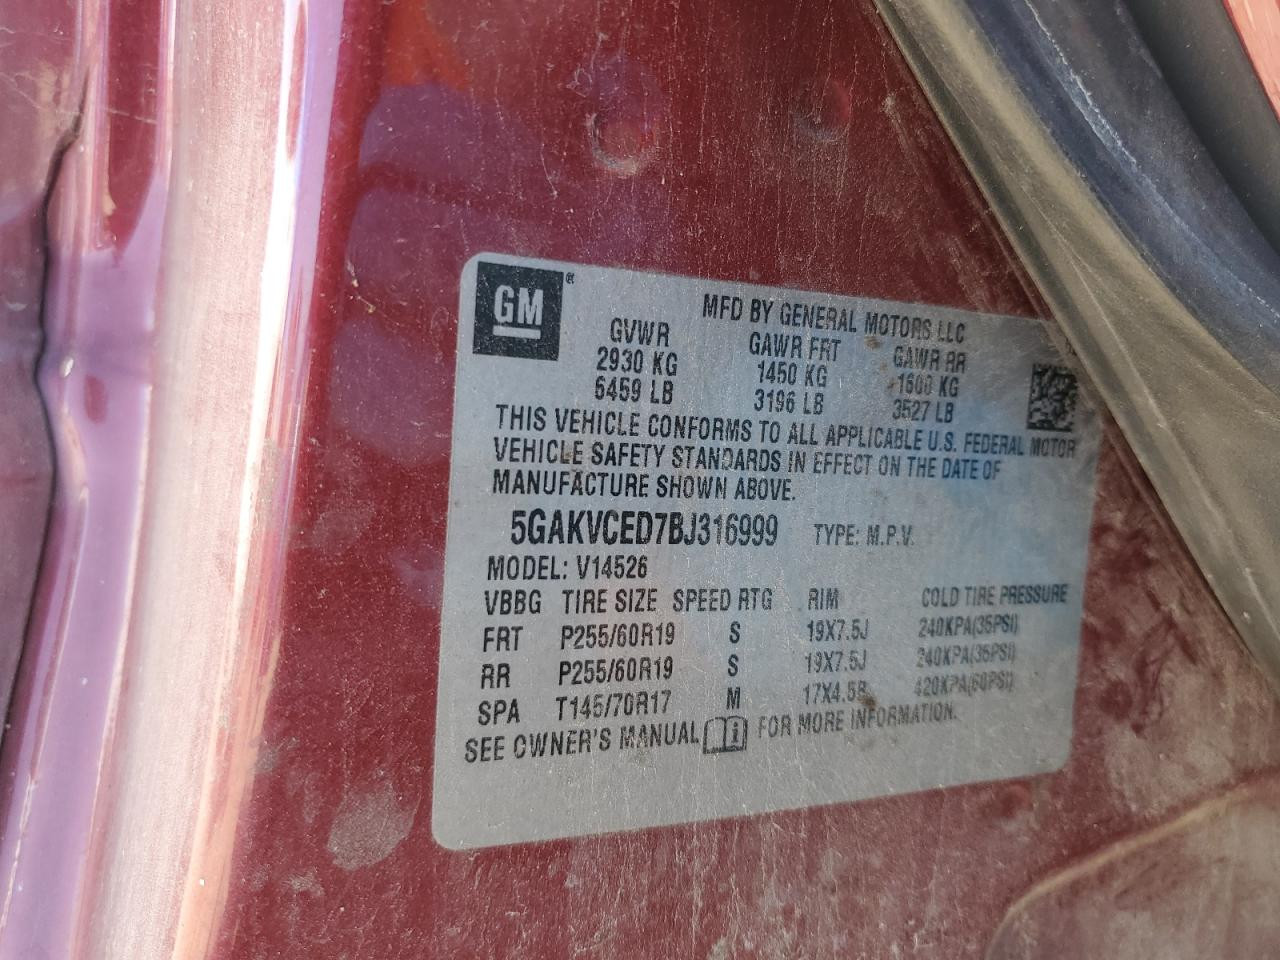 GM®
MFD BY GENERAL MOTORS LLC
GVWR GAWR FRT GAWR RR
2930 KG 1450 KG 1600 KG
6459 LB 3196 LB 3527 LB
THIS VEHICLE CONFORMS TO ALL APPLICABLE U.S. FEDERAL MOTOR
VEHICLE SAFETY STANDARDS IN EFFECT ON THE DATE OF
MANUFACTURE SHOWN ABOVE.
5GAKVCED7BJ316999 TYPE: M.P.V.
MODEL: V14526
VBBG TIRE SIZE SPEED RTG RIM COLD TIRE PRESSURE
FRT P255/60R19 S 19X7.5J 240KPA(35PSI)
RR P255/60R19 S 19X7.5J 240KPA(35PSI)
SPA T145/70R17 M 17X4.5B 420KPA(60PSI)
SEE OWNER'S MANUAL FOR MORE INFORMATION.